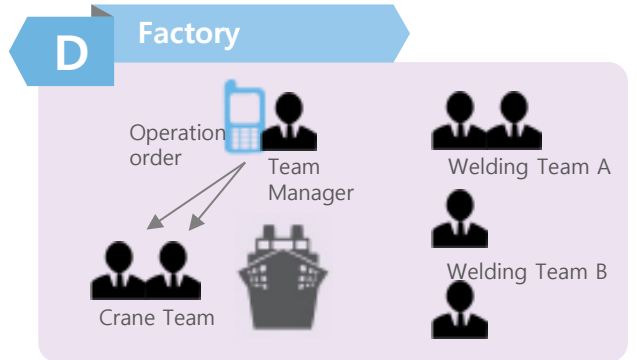 D
Factory
Operation
order
Team
Manager
Welding Team A
Welding Team B
Crane Team